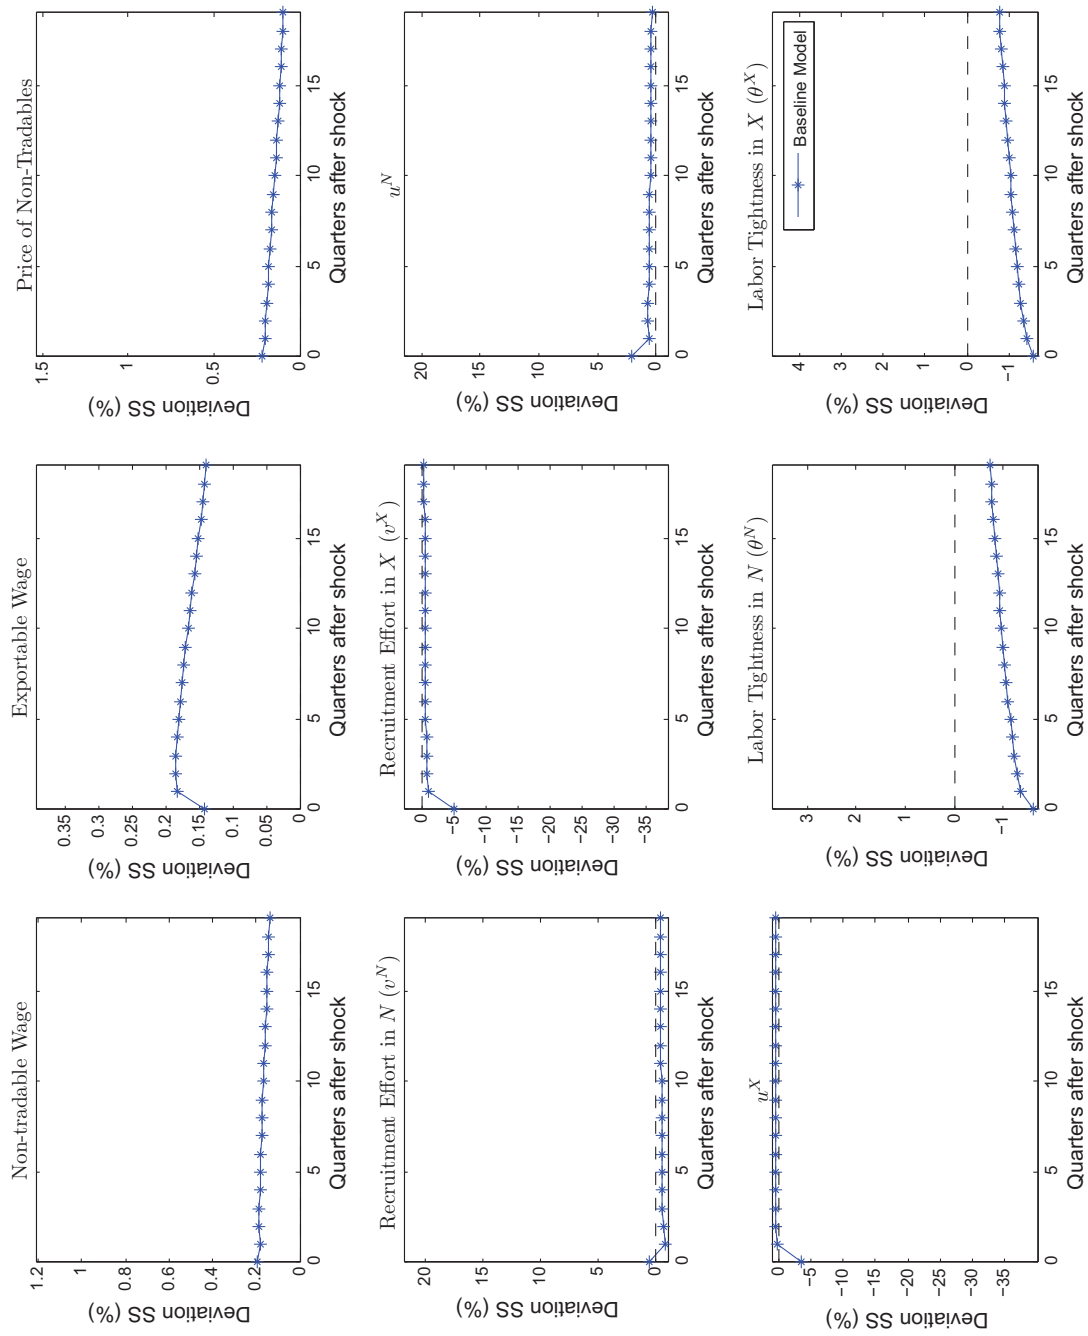 Non-tradable Wage
Deviation SS (%)
1.2
1
0.8
0.6
0.4
0.2
0
0 5 10 15
Quarters after shock
Exportable Wage
Deviation SS (%)
0.35
0.3
0.25
0.2
0.15
0.1
0.05
0
0 5 10 15
Quarters after shock
Price of Non-Tradables
Deviation SS (%)
1.5
1
0.5
0
0 5 10 15
Quarters after shock
Recruitment Effort in N (v^N)
Deviation SS (%)
20
15
10
5
0
0 5 10 15
Quarters after shock
Recruitment Effort in X (v^X)
Deviation SS (%)
0
−5
−10
−15
−20
−25
−30
−35
0 5 10 15
Quarters after shock
u^N
Deviation SS (%)
20
15
10
5
0
0 5 10 15
Quarters after shock
u^X
Deviation SS (%)
0
−5
−10
−15
−20
−25
−30
−35
0 5 10 15
Quarters after shock
Labor Tightness in N (θ^N)
Deviation SS (%)
3
2
1
0
−1
0 5 10 15
Quarters after shock
Labor Tightness in X (θ^X)
Baseline Model
Deviation SS (%)
4
3
2
1
0
−1
0 5 10 15
Quarters after shock